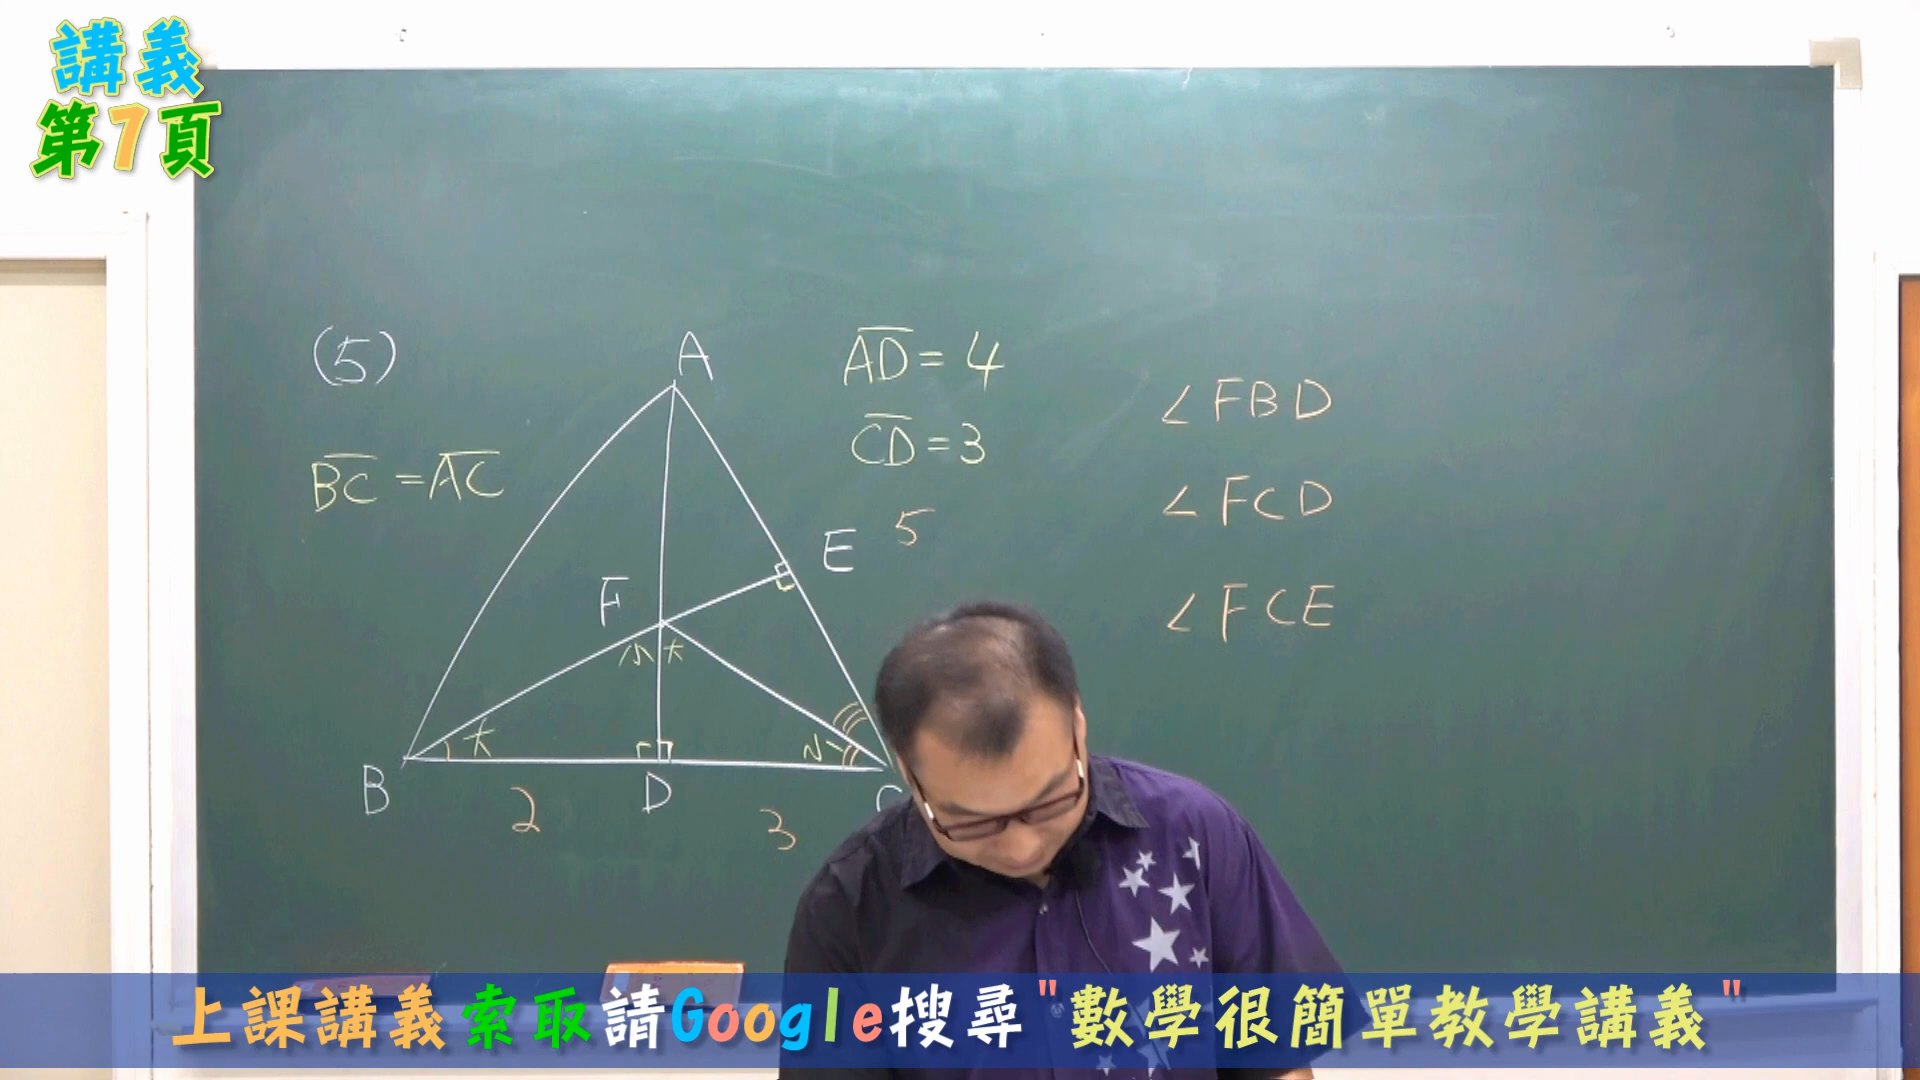 講義
第7頁
(5)
A
AD = 4
∠FBD
CD = 3
BC = AC
∠FCD
E
5
F
∠FCE
小
大
大
小
B
D
C
2
3
上課講義索取請Google搜尋"數學很簡單教學講義"